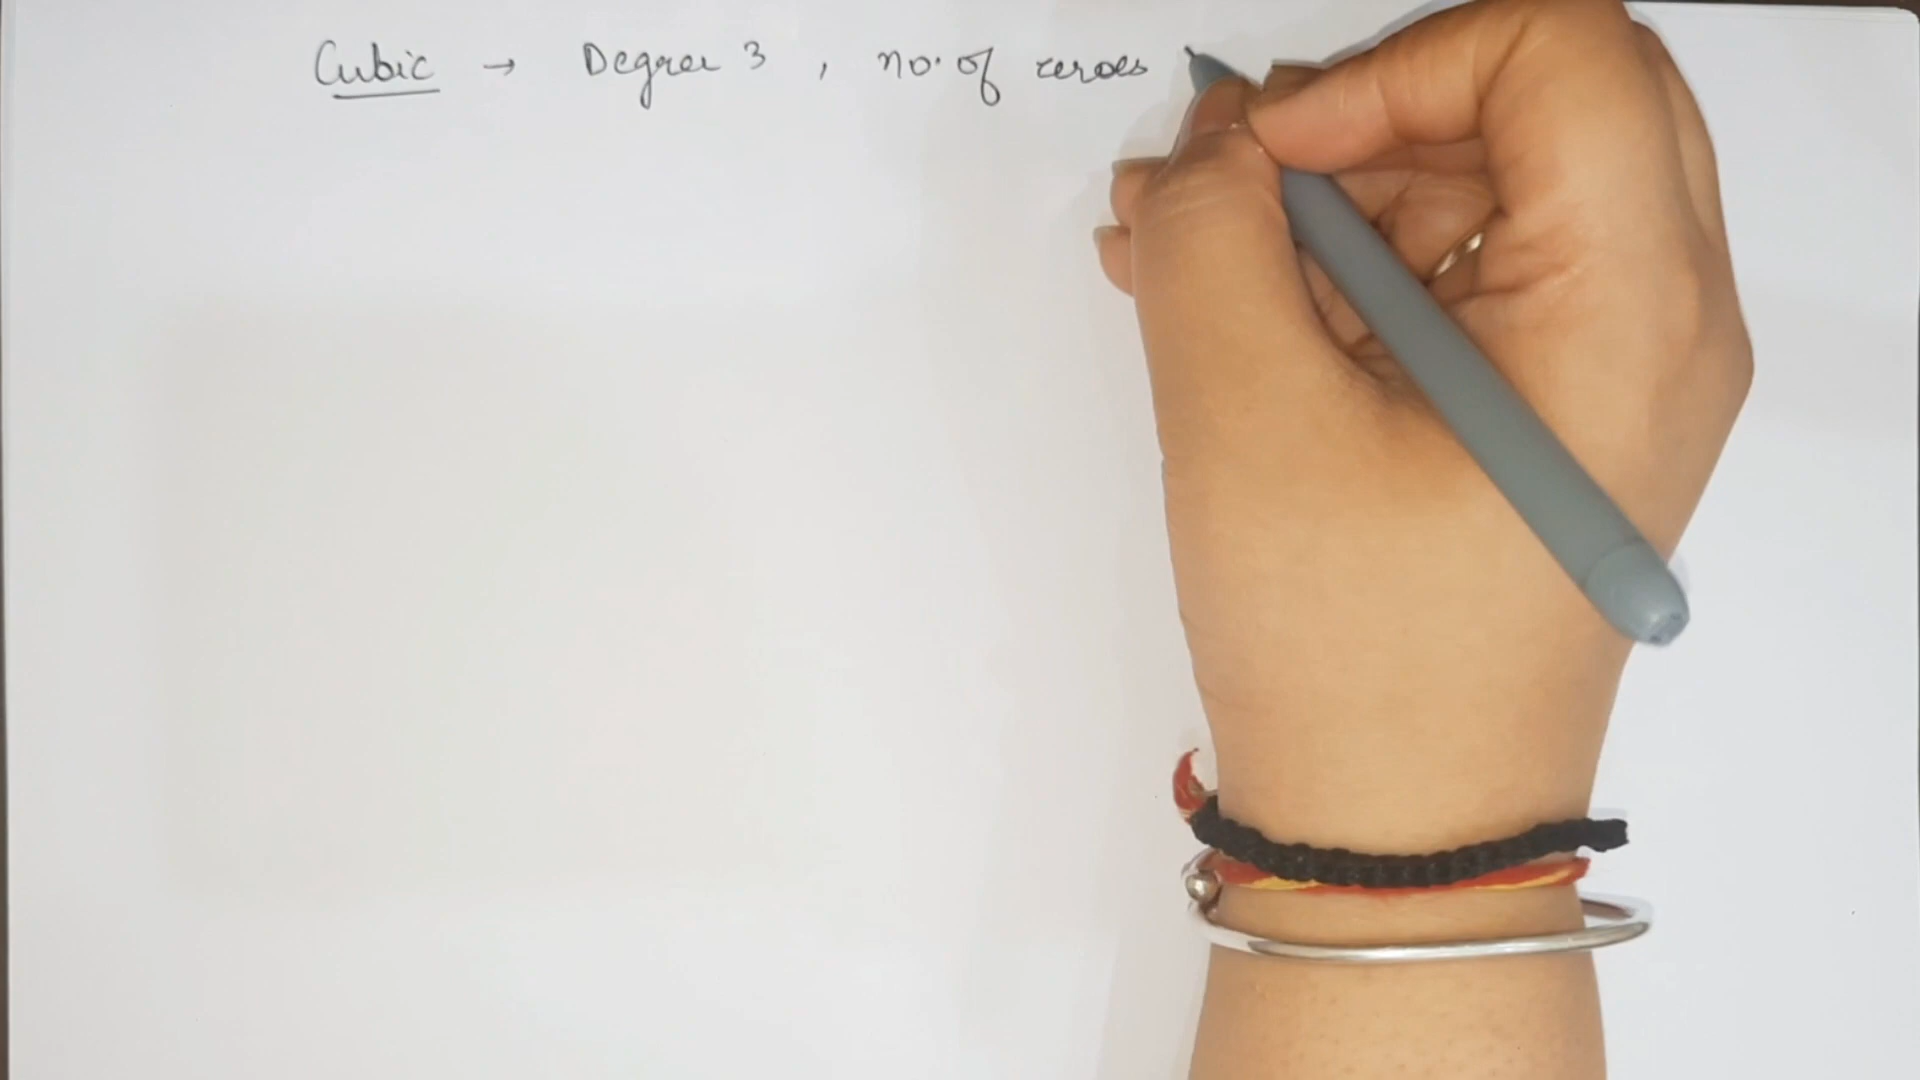 Cubic → Degree 3 , no. of zeroes